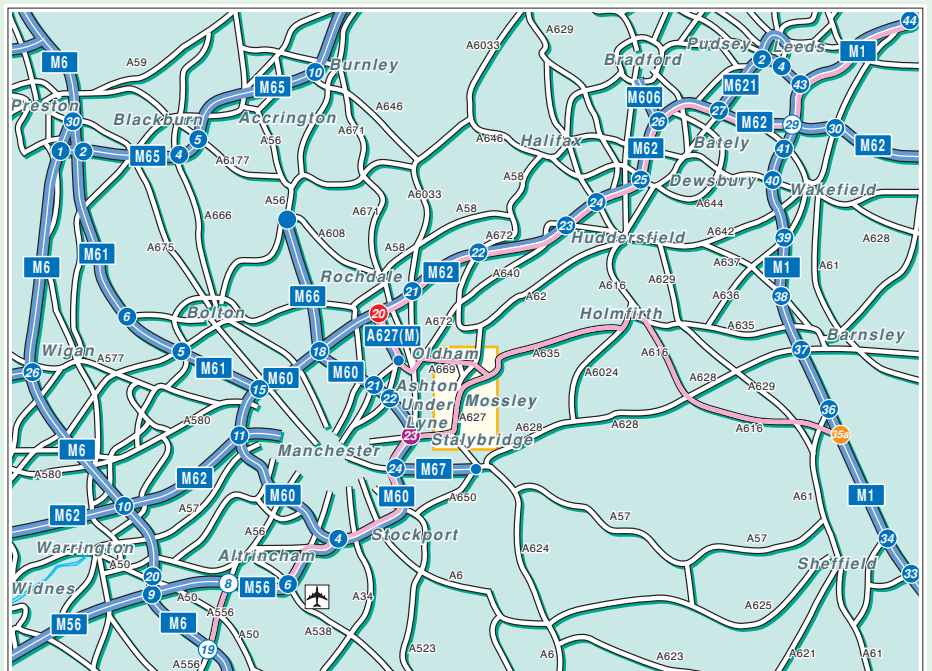 44
A629
A6033
Pudsey
Leeds
M6
A59
Bradford
2
4
M1
Burnley
10
M65
M621
43
M606
Preston
A646
27
M62
29
30
Blackburn
Accrington
26
30
5
A671
A56
A646
Halifax
M62
Bately
M62
1
2
M65
4
A6177
41
A58
25
Dewsbury
40
Wakefield
A6033
A56
A666
A671
A58
24
A644
A608
A672
23
Huddersfield
A642
39
A628
A675
A58
22
M6
M61
Rochdale
M62
A640
A637
M1
A61
21
A616
A629
M66
A62
A636
38
6
Bolton
20
A672
Holmfirth
A635
A627(M)
Barnsley
Wigan
A577
5
18
Oldham
A635
A616
37
M61
M60
M60
A669
A6024
A628
A629
26
15
21
Ashton
Under
Lyne
22
Mossley
36
A580
A627
A628
A628
A616
35a
11
23
Stalybridge
M6
Manchester
A580
M62
24
M67
M60
M60
A650
A61
M1
10
A57
M62
A57
A56
4
Stockport
A57
34
Warrington
Altrincham
A624
Sheffield
A50
33
20
A6
Widnes
9
8
M56
6
A50
A34
A625
A556
M56
M6
A50
A538
19
A523
A6
A623
A621
A61
A556